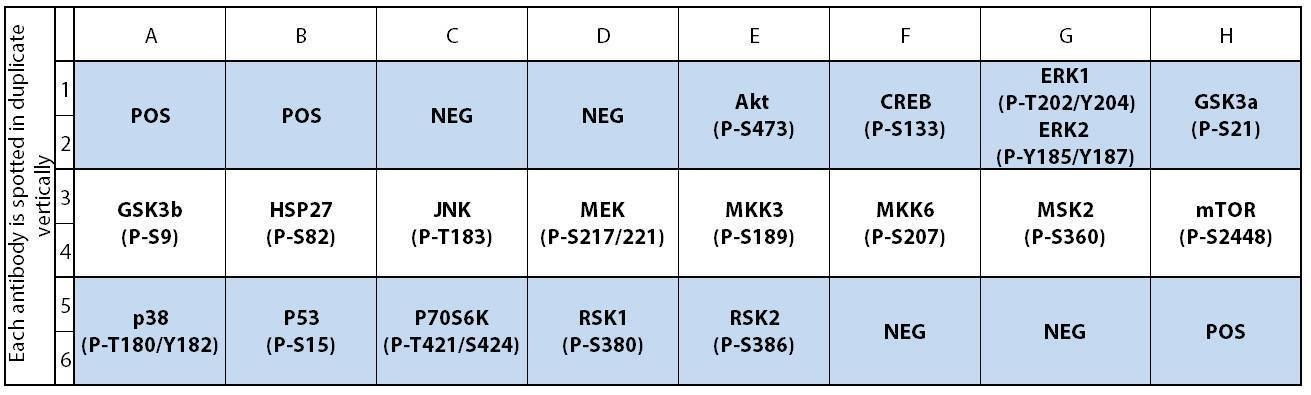 Each antibody is spotted in duplicate
vertically
A B C D E F G H
1
2
POS POS NEG NEG
Akt
(P-S473)
CREB
(P-S133)
ERK1
(P-T202/Y204)
ERK2
(P-Y185/Y187)
GSK3a
(P-S21)
3
4
GSK3b
(P-S9)
HSP27
(P-S82)
JNK
(P-T183)
MEK
(P-S217/221)
MKK3
(P-S189)
MKK6
(P-S207)
MSK2
(P-S360)
mTOR
(P-S2448)
5
6
p38
(P-T180/Y182)
P53
(P-S15)
P70S6K
(P-T421/S424)
RSK1
(P-S380)
RSK2
(P-S386)
NEG NEG POS